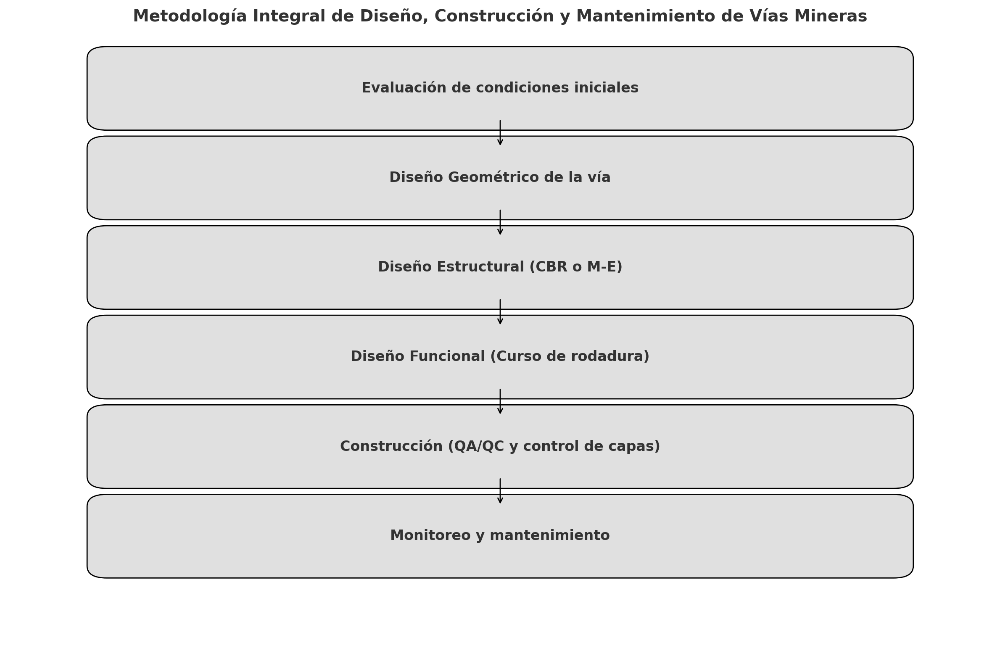 Metodología Integral de Diseño, Construcción y Mantenimiento de Vías Mineras
Evaluación de condiciones iniciales
Diseño Geométrico de la vía
Diseño Estructural (CBR o M-E)
Diseño Funcional (Curso de rodadura)
Construcción (QA/QC y control de capas)
Monitoreo y mantenimiento